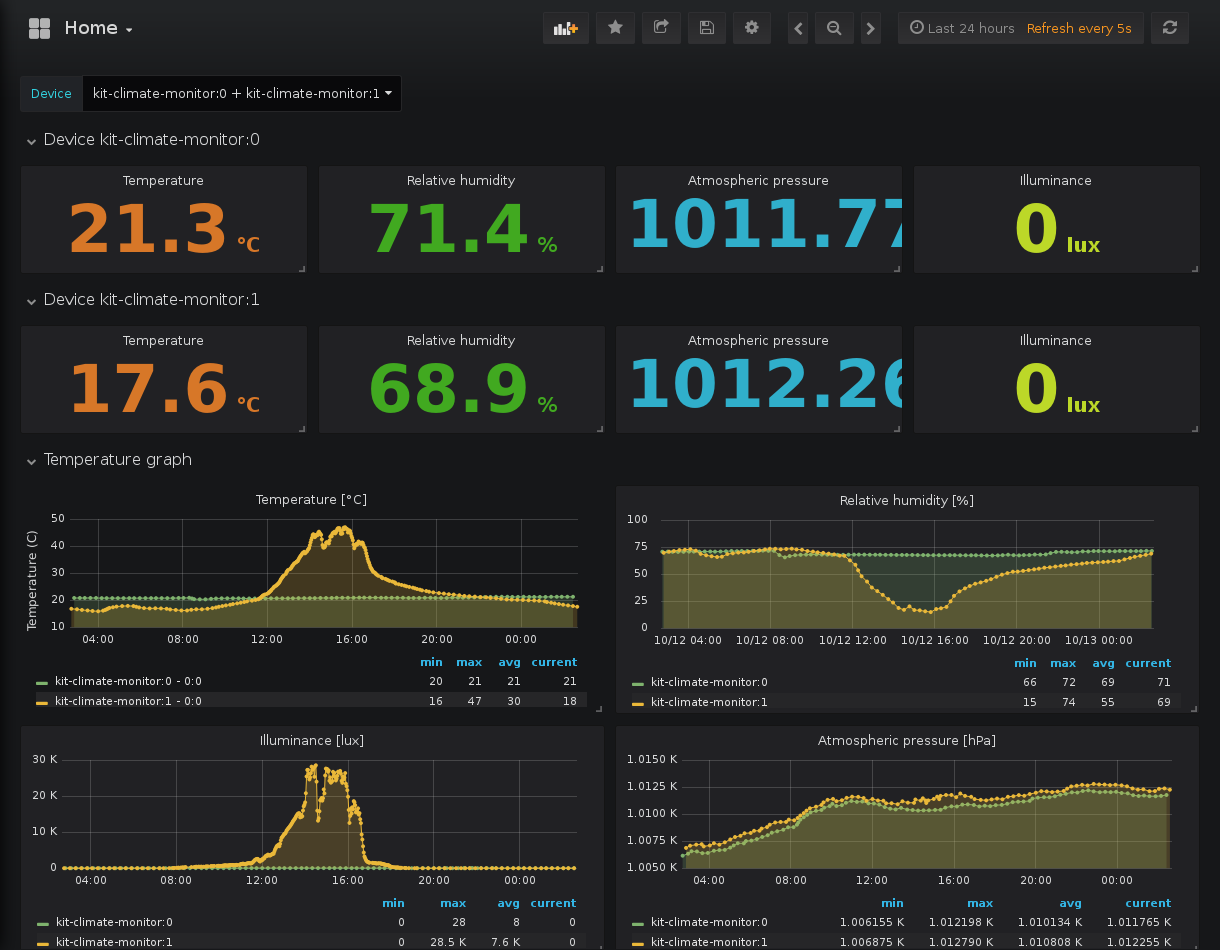 Home
Last 24 hours Refresh every 5s
Device kit-climate-monitor:0 + kit-climate-monitor:1
Device kit-climate-monitor:0
Temperature Relative humidity Atmospheric pressure Illuminance
21.3 °C 71.4 % 1011.77 0 lux
Device kit-climate-monitor:1
Temperature Relative humidity Atmospheric pressure Illuminance
17.6 °C 68.9 % 1012.26 0 lux
Temperature graph
Temperature [°C]
Temperature (C)
50
40
30
20
10
04:00 08:00 12:00 16:00 20:00 00:00
min max avg current
kit-climate-monitor:0 - 0:0 20 21 21 21
kit-climate-monitor:1 - 0:0 16 47 30 18
Relative humidity [%]
100
75
50
25
0
10/12 04:00 10/12 08:00 10/12 12:00 10/12 16:00 10/12 20:00 10/13 00:00
min max avg current
kit-climate-monitor:0 66 72 69 71
kit-climate-monitor:1 15 74 55 69
Illuminance [lux]
30 K
20 K
10 K
0
04:00 08:00 12:00 16:00 20:00 00:00
min max avg current
kit-climate-monitor:0 0 28 8 0
kit-climate-monitor:1 0 28.5 K 7.6 K 0
Atmospheric pressure [hPa]
1.0150 K
1.0125 K
1.0100 K
1.0075 K
1.0050 K
04:00 08:00 12:00 16:00 20:00 00:00
min max avg current
kit-climate-monitor:0 1.006155 K 1.012198 K 1.010134 K 1.011765 K
kit-climate-monitor:1 1.006875 K 1.012790 K 1.010808 K 1.012255 K